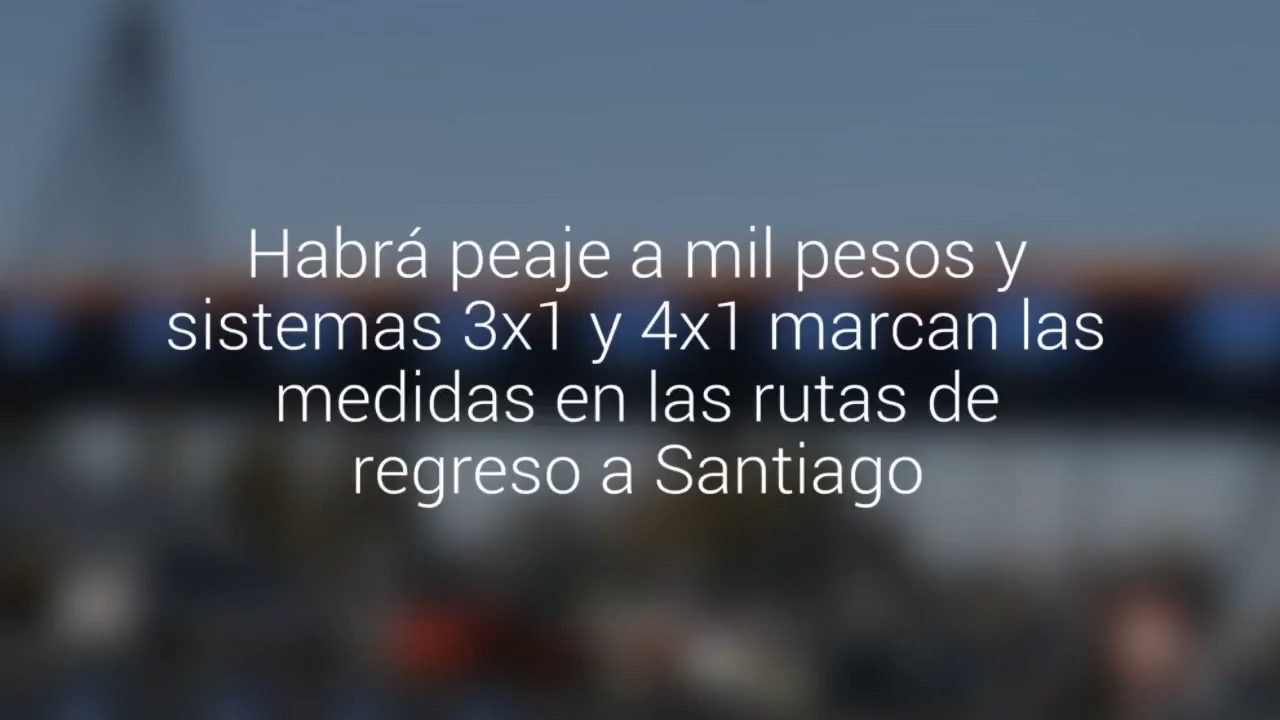 Habrá peaje a mil pesos y
sistemas 3x1 y 4x1 marcan las
medidas en las rutas de
regreso a Santiago